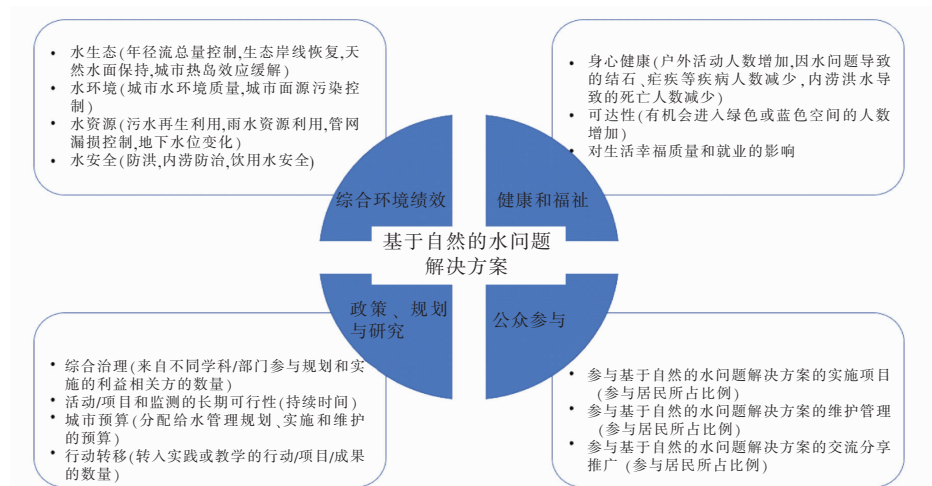 • 水生态(年径流总量控制,生态岸线恢复,天
然水面保持,城市热岛效应缓解)
• 水环境(城市水环境质量,城市面源污染控
制)
• 水资源(污水再生利用,雨水资源利用,管网
漏损控制,地下水位变化)
• 水安全(防洪,内涝防治,饮用水安全)
• 身心健康(户外活动人数增加,因水问题导致
的结石、疟疾等疾病人数减少,内涝洪水导
致的死亡人数减少)
• 可达性(有机会进入绿色或蓝色空间的人数
增加)
• 对生活幸福质量和就业的影响
综合环境绩效
健康和福祉
基于自然的水问题
解决方案
政策、规划
与研究
公众参与
• 综合治理(来自不同学科/部门参与规划和实
施的利益相关方的数量)
• 活动/项目和监测的长期可行性(持续时间)
• 城市预算(分配给水管理规划、实施和维护
的预算)
• 行动转移(转入实践或教学的行动/项目/成果
的数量)
• 参与基于自然的水问题解决方案的实施项目
(参与居民所占比例)
• 参与基于自然的水问题解决方案的维护管理
(参与居民所占比例)
• 参与基于自然的水问题解决方案的交流分享
推广(参与居民所占比例)